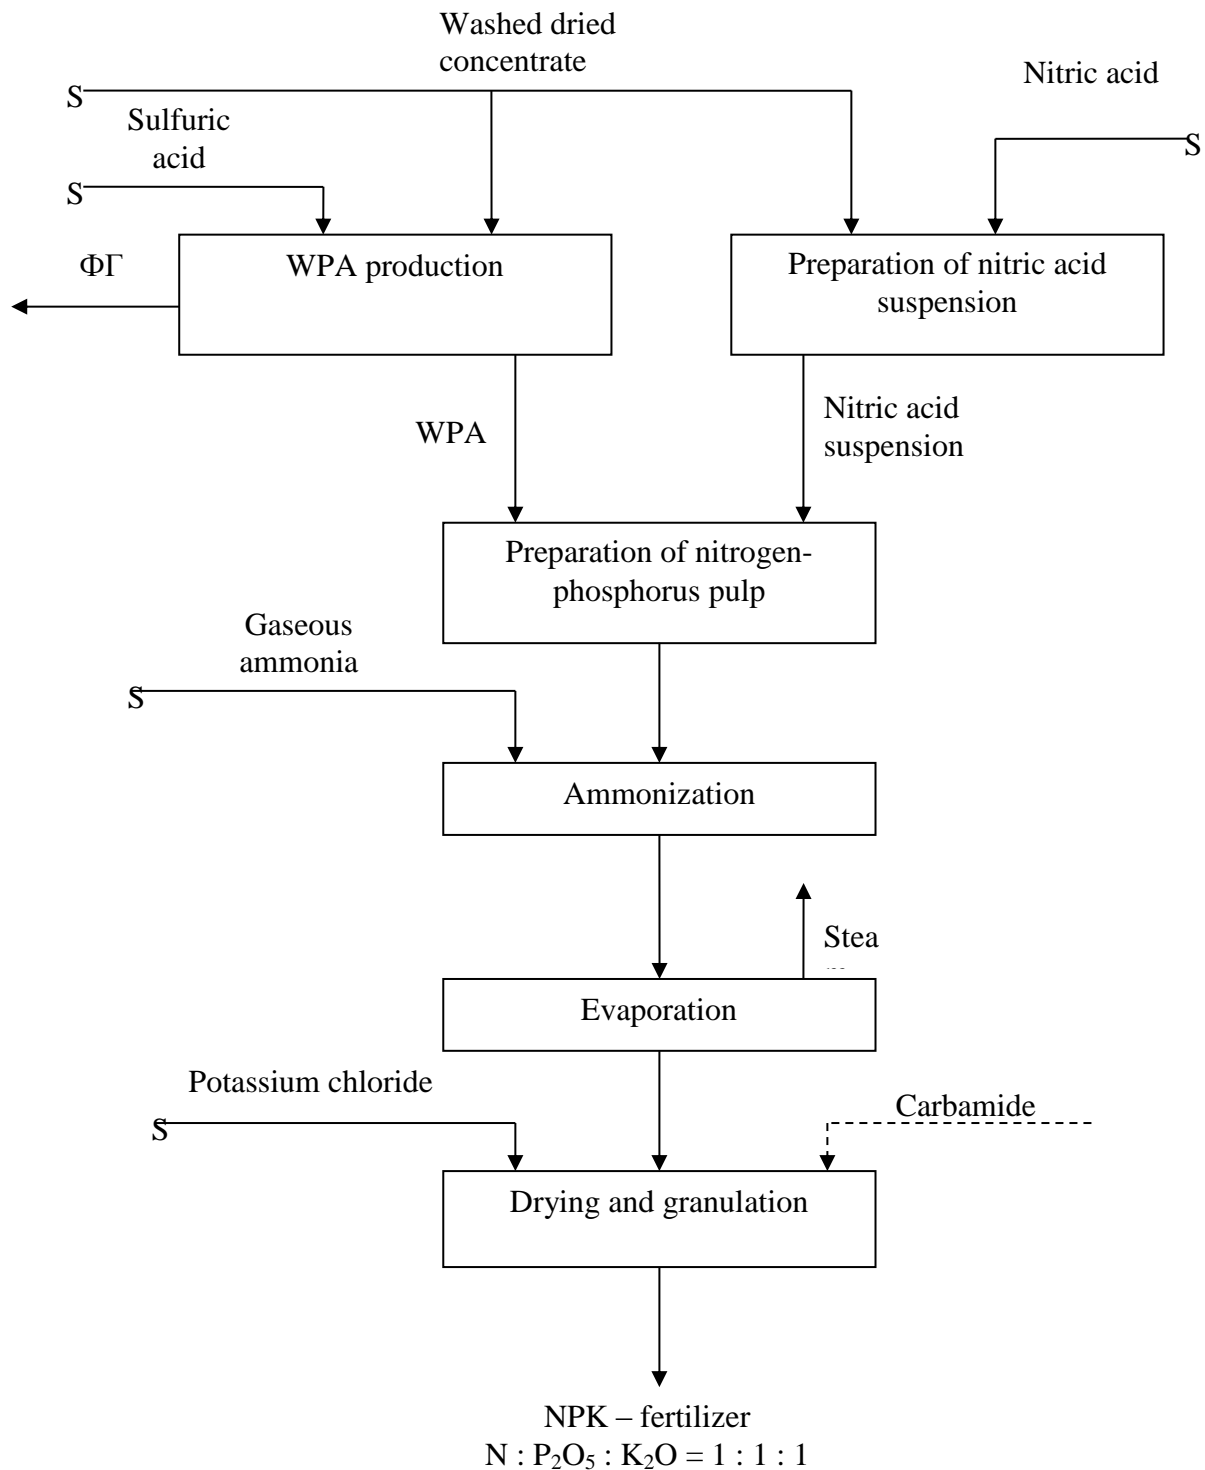 Washed dried
concentrate
Nitric acid
S
Sulfuric
acid
S
S
ΦΓ
WPA production
Preparation of nitric acid
suspension
WPA
Nitric acid
suspension
Preparation of nitrogen-
phosphorus pulp
Gaseous
ammonia
S
Ammonization
Stea
Evaporation
Potassium chloride
S
Carbamide
Drying and granulation
NPK – fertilizer
N : P₂O₅ : K₂O = 1 : 1 : 1